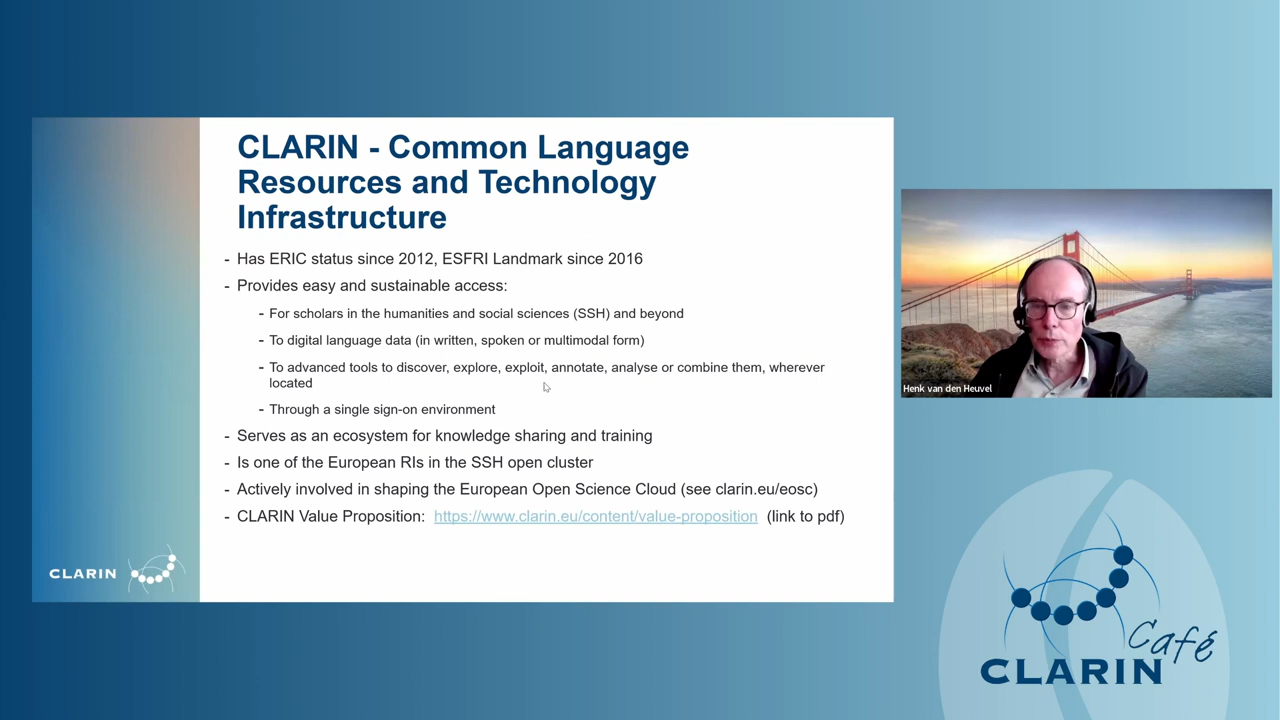 CLARIN - Common Language
Resources and Technology
Infrastructure
- Has ERIC status since 2012, ESFRI Landmark since 2016
- Provides easy and sustainable access:
- For scholars in the humanities and social sciences (SSH) and beyond
- To digital language data (in written, spoken or multimodal form)
- To advanced tools to discover, explore, exploit, annotate, analyse or combine them, wherever
located
- Through a single sign-on environment
- Serves as an ecosystem for knowledge sharing and training
- Is one of the European RIs in the SSH open cluster
- Actively involved in shaping the European Open Science Cloud (see clarin.eu/eosc)
- CLARIN Value Proposition: https://www.clarin.eu/content/value-proposition (link to pdf)
CLARIN
Henk van den Heuvel
Café
CLARIN